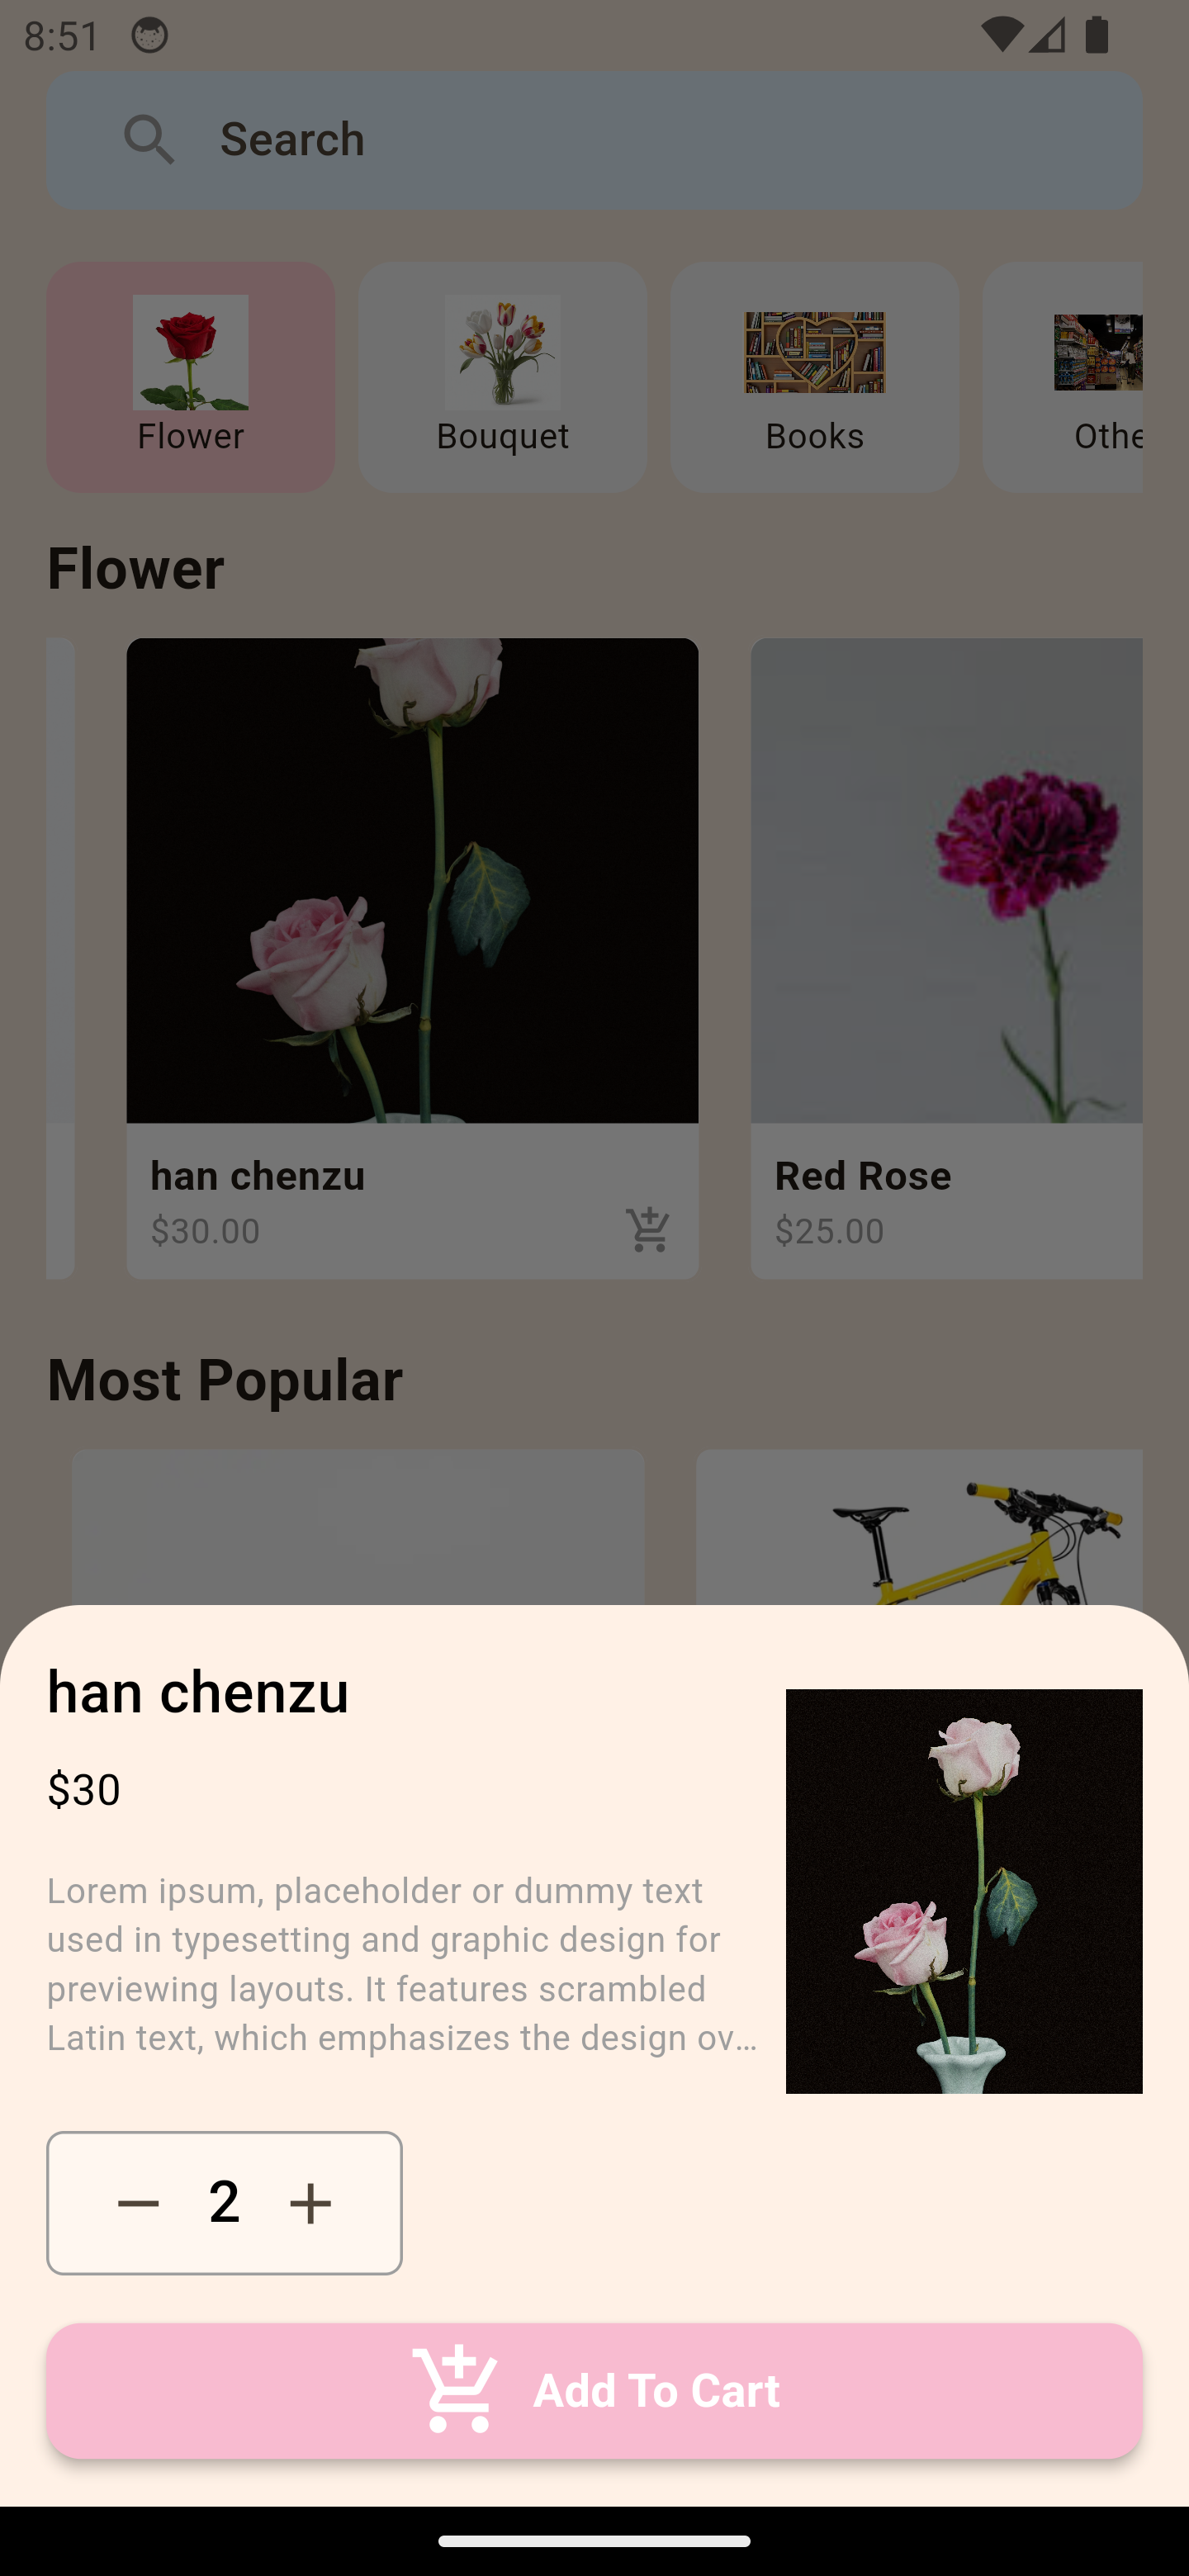 8:51
Search
Flower
Bouquet
Books
Othe
Flower
han chenzu
$30.00
Red Rose
$25.00
Most Popular
han chenzu
$30
Lorem ipsum, placeholder or dummy text
used in typesetting and graphic design for
previewing layouts. It features scrambled
Latin text, which emphasizes the design ov...
2
Add To Cart